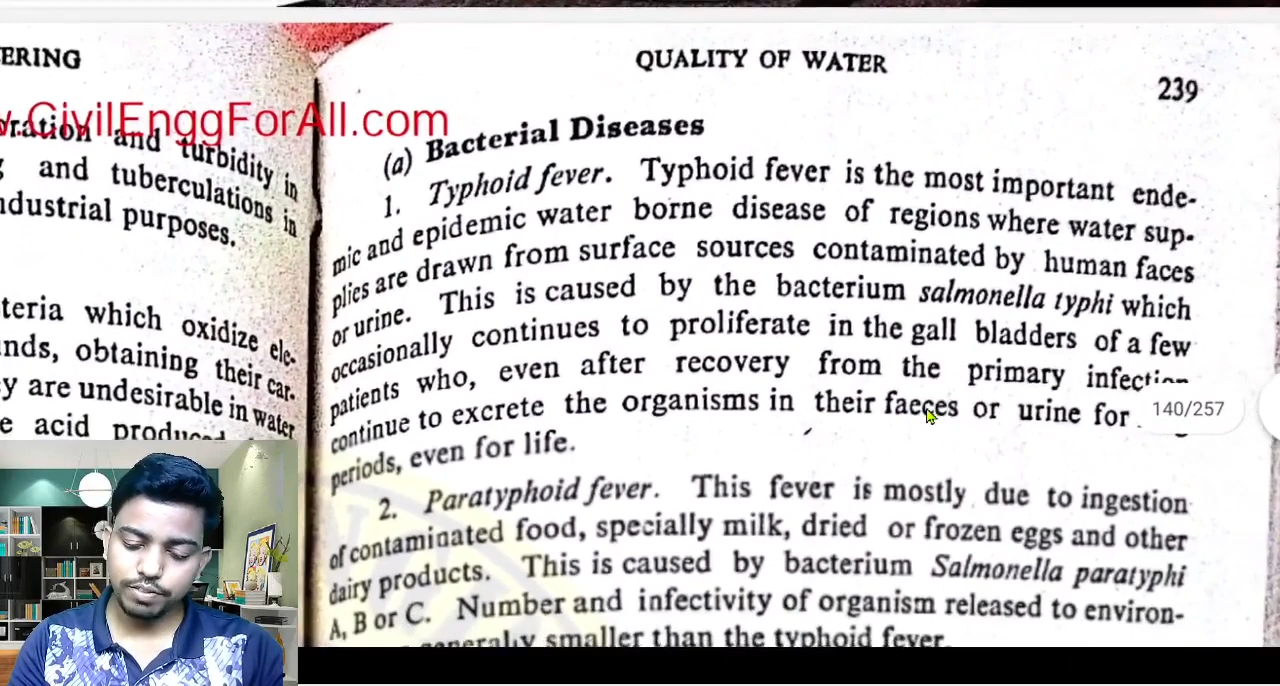 ERING
QUALITY OF WATER
239
www.CivilEnggForAll.com
oration and turbidity in
and tuberculations in
ndustrial purposes.
teria which oxidize ele-
nds, obtaining their car-
y are undesirable in water
e acid produced
(a) Bacterial Diseases
1. Typhoid fever. Typhoid fever is the most important ende-
mic and epidemic water borne disease of regions where water sup-
plies are drawn from surface sources contaminated by human faces
or urine. This is caused by the bacterium salmonella typhi which
occasionally continues to proliferate in the gall bladders of a few
patients who, even after recovery from the primary infection
continue to excrete the organisms in their faeces or urine for
periods, even for life.
140/257
2. Paratyphoid fever. This fever is mostly due to ingestion
of contaminated food, specially milk, dried or frozen eggs and other
dairy products. This is caused by bacterium Salmonella paratyphi
A, B or C. Number and infectivity of organism released to environ-
generally smaller than the typhoid fever.